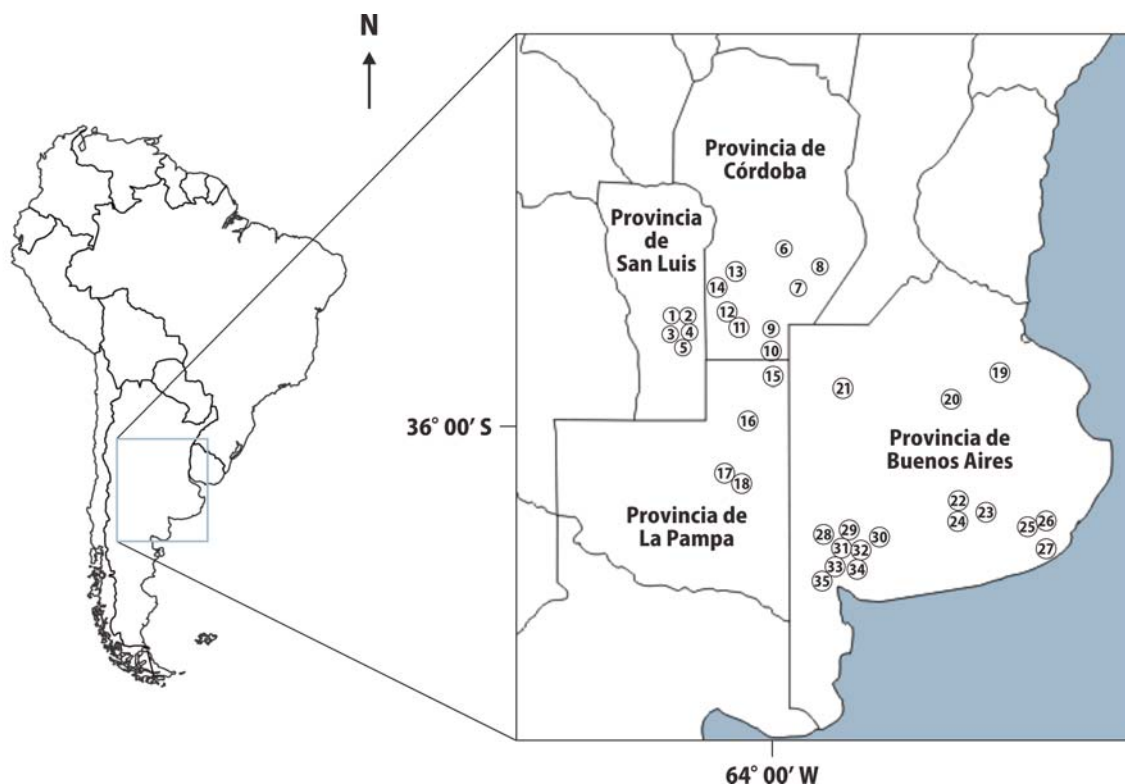 N
Provincia de
Córdoba
Provincia
de
San Luis
6
8
13
14
7
1
2
12
3
4
11
9
5
10
15
19
21
20
16
36° 00' S
Provincia de
Buenos Aires
17
18
22
23
24
25
26
Provincia de
La Pampa
28
29
30
31
32
27
33
34
35
64° 00' W